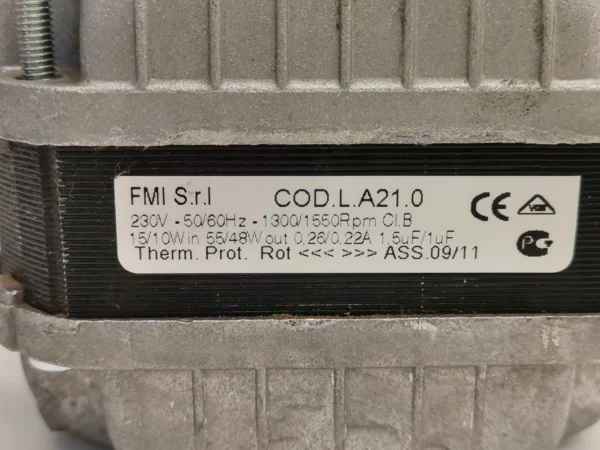 FMI S.r.l COD.L.A21.0
230V - 50/60Hz - 1300/1550Rpm Cl.B
15/10W in 55/48W out 0,26/0,22A 1,5uF/1uF
Therm. Prot. Rot <<< >>> ASS.09/11
CE